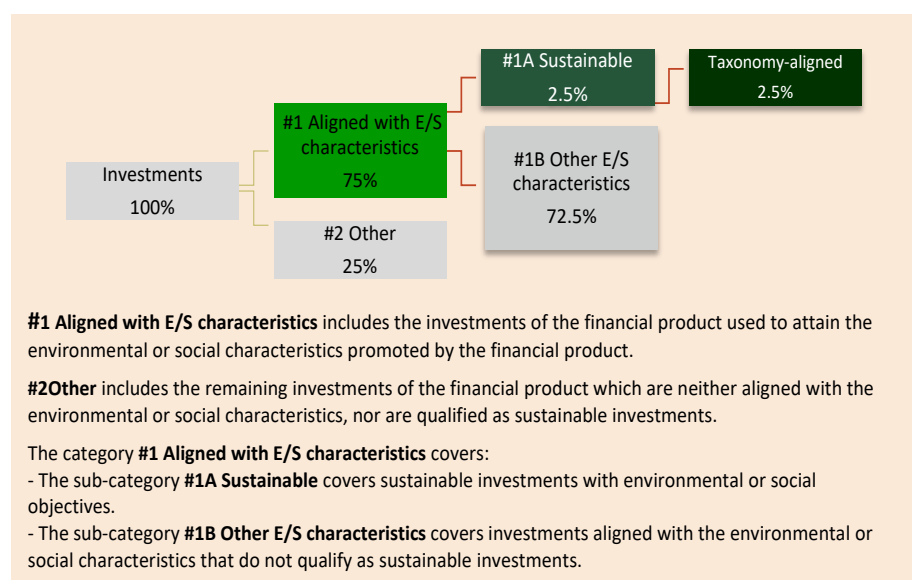 #1A Sustainable
2.5%
Taxonomy-aligned
2.5%
#1 Aligned with E/S
characteristics
75%
#1B Other E/S
characteristics
72.5%
Investments
100%
#2 Other
25%
#1 Aligned with E/S characteristics includes the investments of the financial product used to attain the
environmental or social characteristics promoted by the financial product.
#2Other includes the remaining investments of the financial product which are neither aligned with the
environmental or social characteristics, nor are qualified as sustainable investments.
The category #1 Aligned with E/S characteristics covers:
- The sub-category #1A Sustainable covers sustainable investments with environmental or social
objectives.
- The sub-category #1B Other E/S characteristics covers investments aligned with the environmental or
social characteristics that do not qualify as sustainable investments.